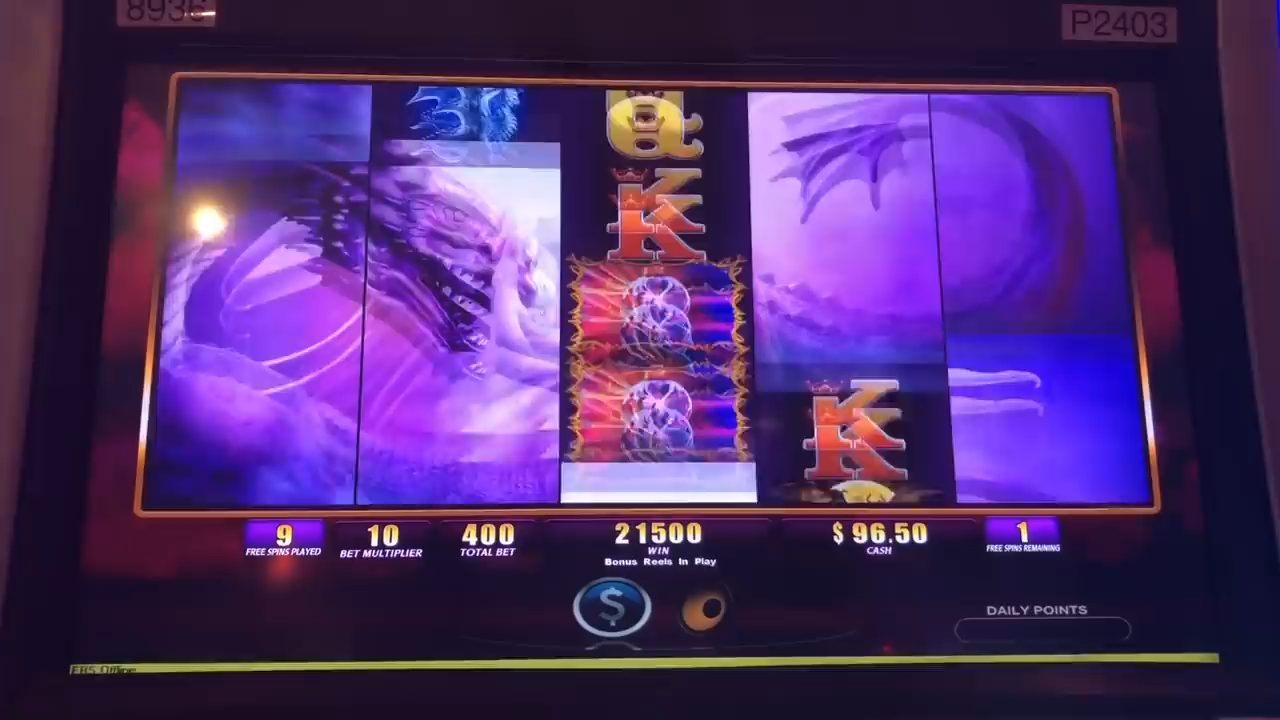 8936
P2403
Q
K
K
9
FREE SPINS PLAYED
10
BET MULTIPLIER
400
TOTAL BET
21500
WIN
Bonus Reels In Play
$96.50
CASH
1
FREE SPINS REMAINING
$
DAILY POINTS
EBS Offline